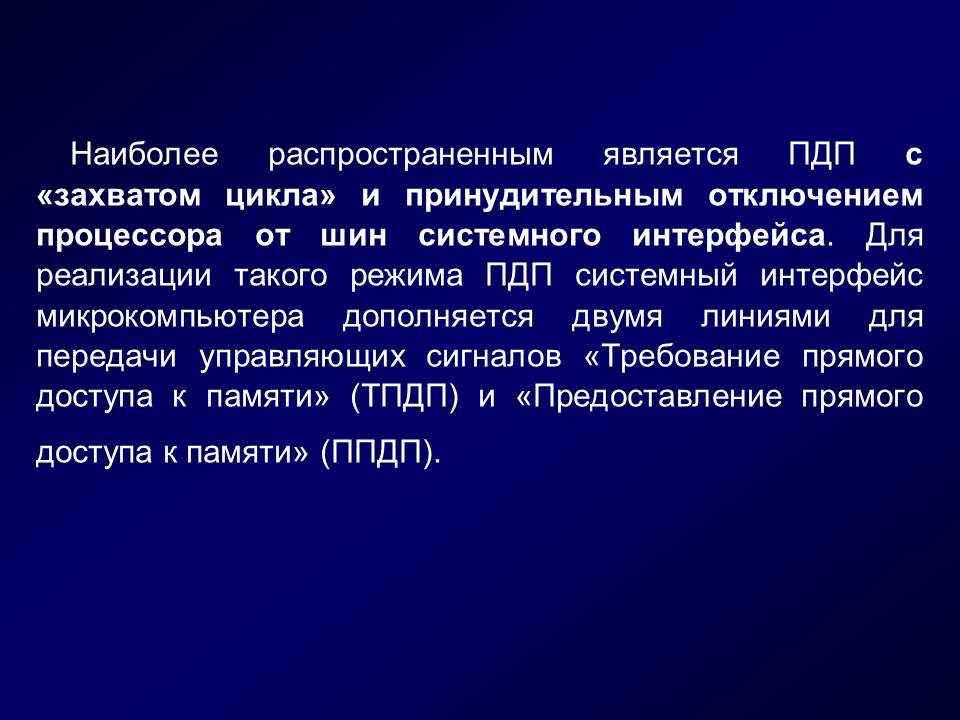 Наиболее распространенным является ПДП с
«захватом цикла» и принудительным отключением
процессора от шин системного интерфейса. Для
реализации такого режима ПДП системный интерфейс
микрокомпьютера дополняется двумя линиями для
передачи управляющих сигналов «Требование прямого
доступа к памяти» (ТПДП) и «Предоставление прямого
доступа к памяти» (ППДП).